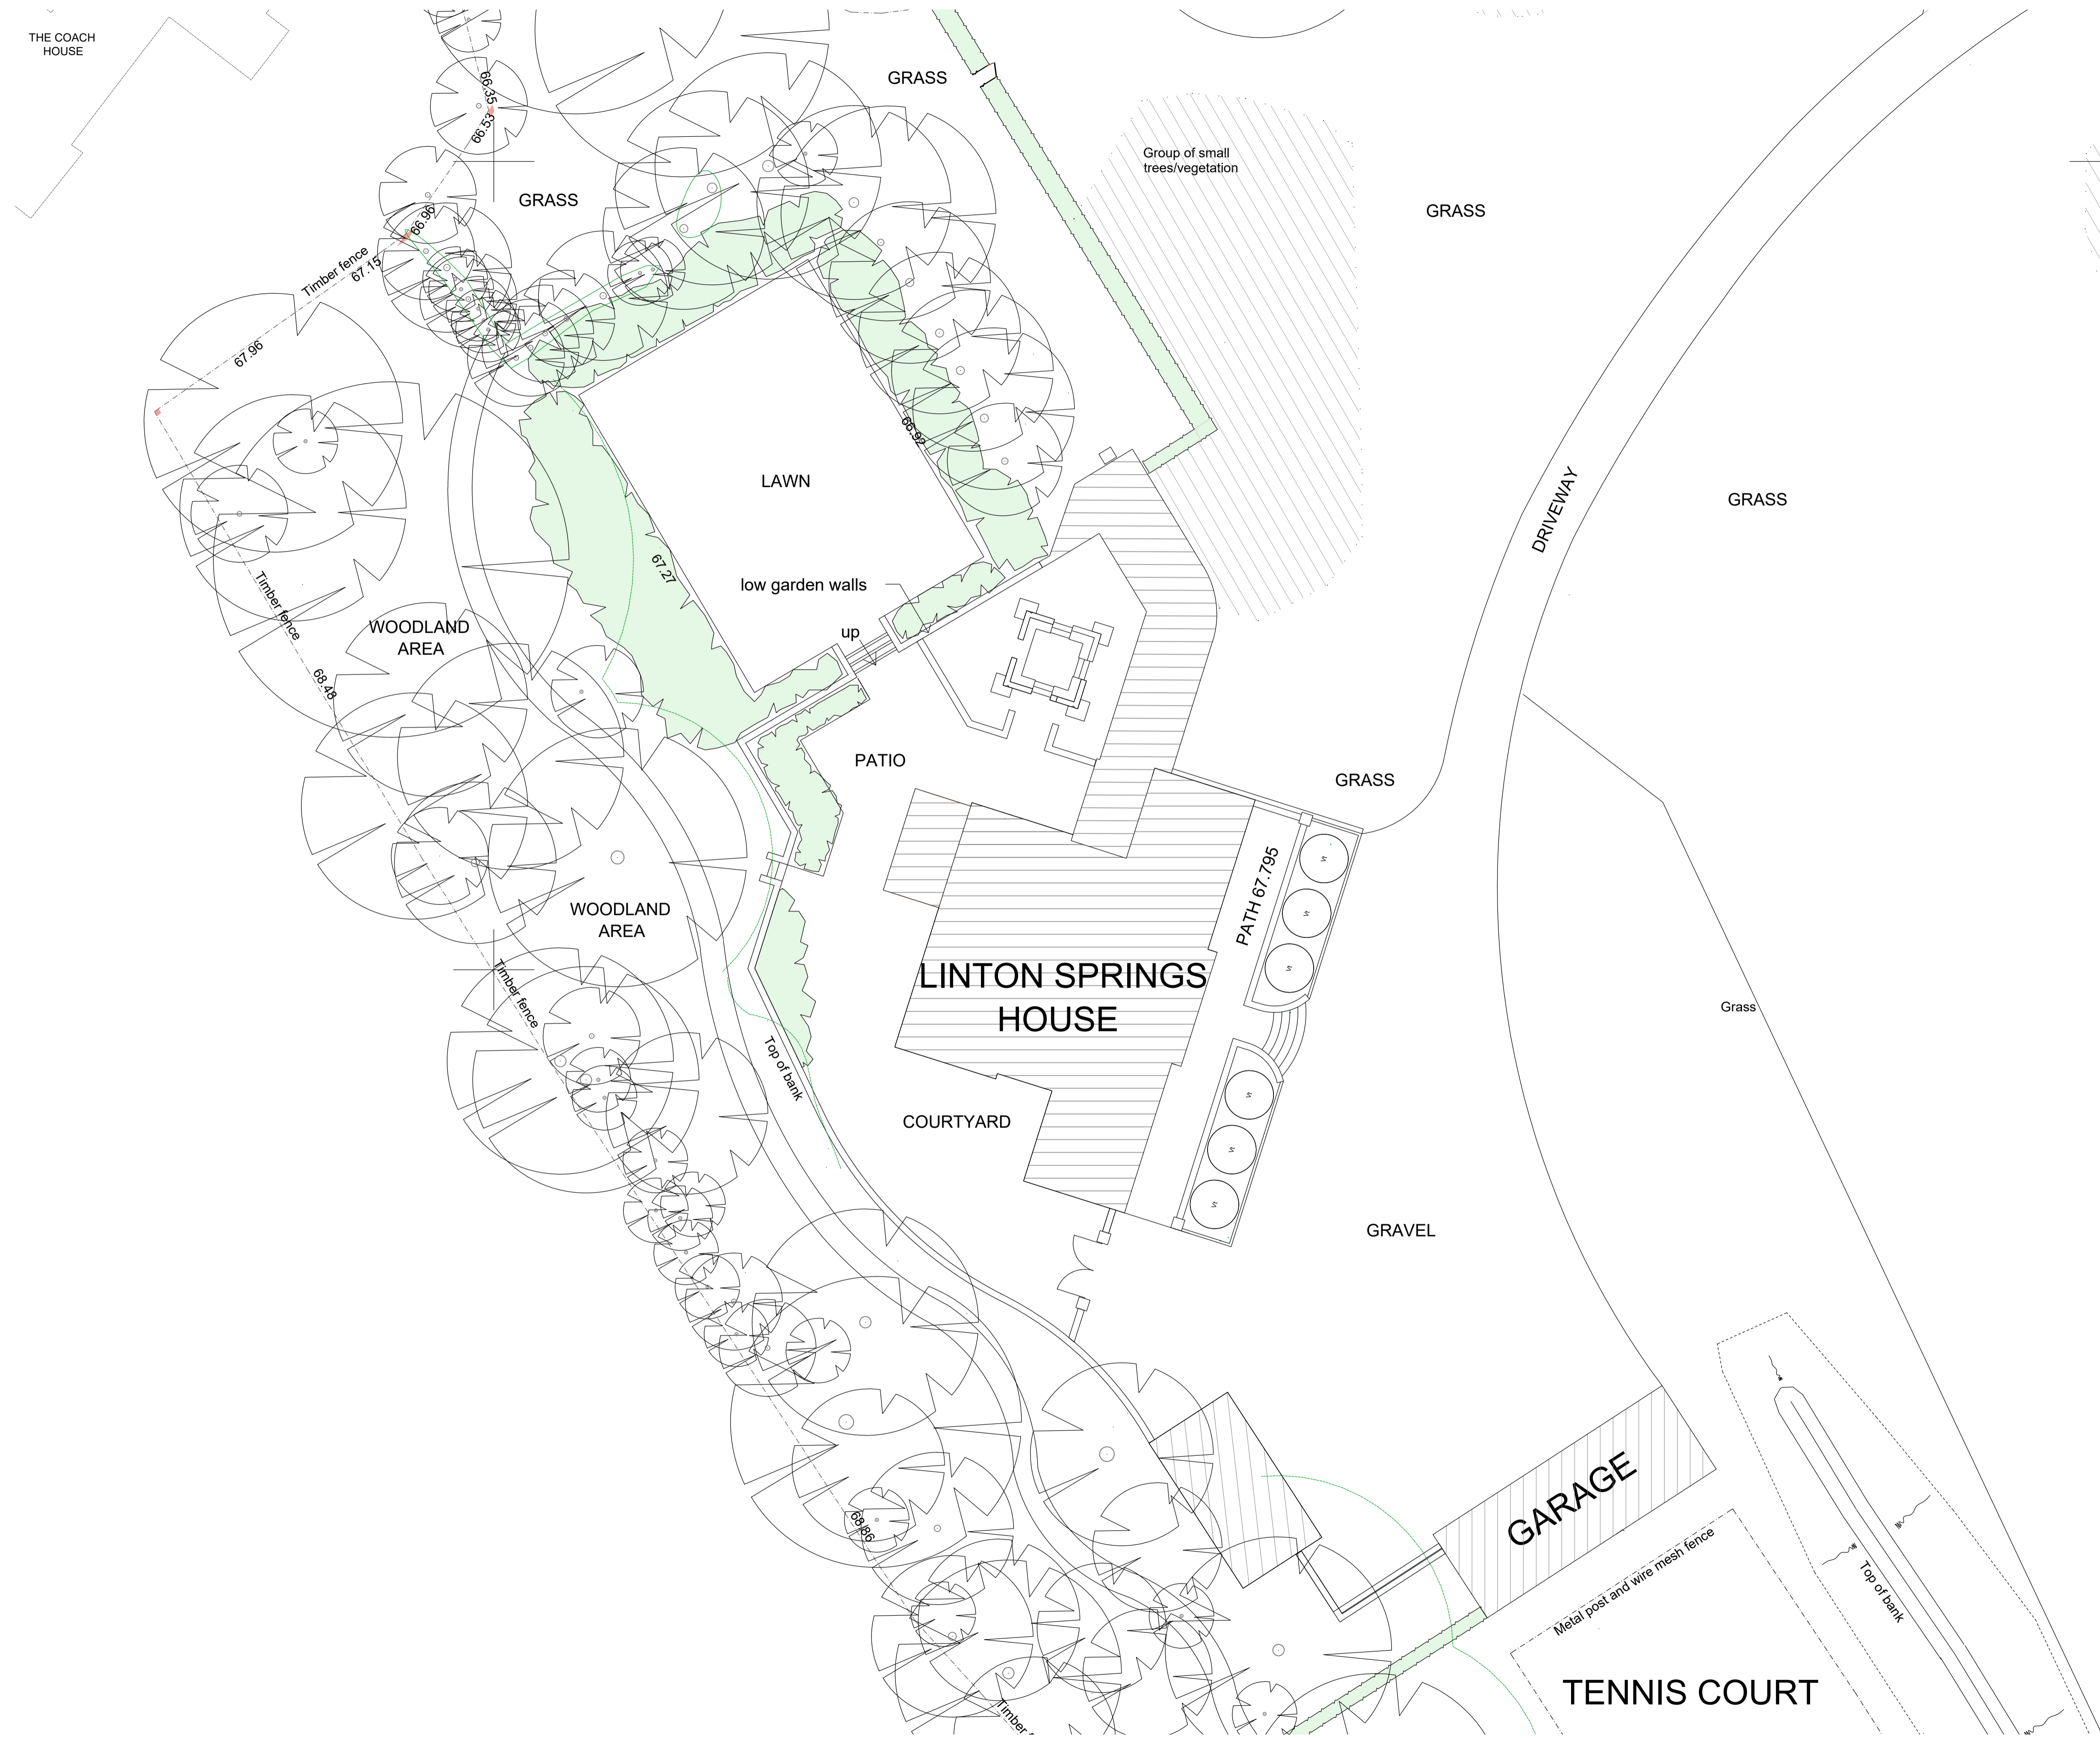 THE COACH
HOUSE
66.35
66.53
GRASS
GRASS
Group of small
trees/vegetation
GRASS
66.96
Timber fence
67.15
67.96
66.92
LAWN
GRASS
DRIVEWAY
67.27
low garden walls
up
Timber fence
WOODLAND
AREA
68.48
PATIO
GRASS
PATH 67.795
WOODLAND
AREA
Timber fence
LINTON SPRINGS
HOUSE
Grass
Top of bank
COURTYARD
GRAVEL
68.86
GARAGE
Metal post and wire mesh fence
Top of bank
TENNIS COURT
Timber